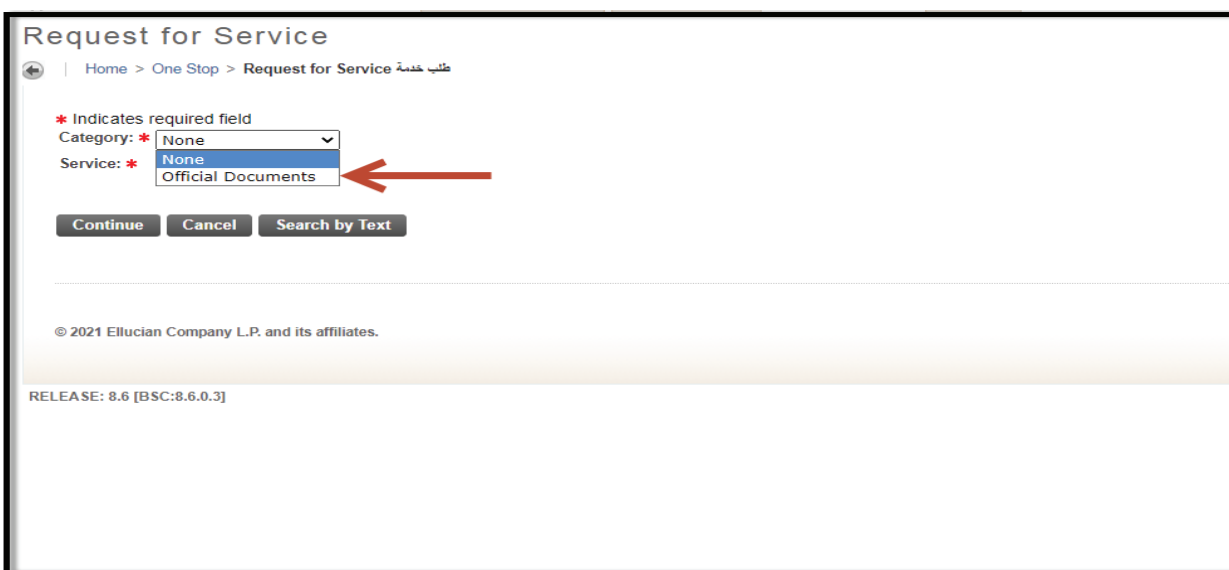 Request for Service
Home > One Stop > Request for Service طلب خدمة
* Indicates required field
Category: * None
None
Service: *
Official Documents
Continue Cancel Search by Text
© 2021 Ellucian Company L.P. and its affiliates.
RELEASE: 8.6 [BSC:8.6.0.3]